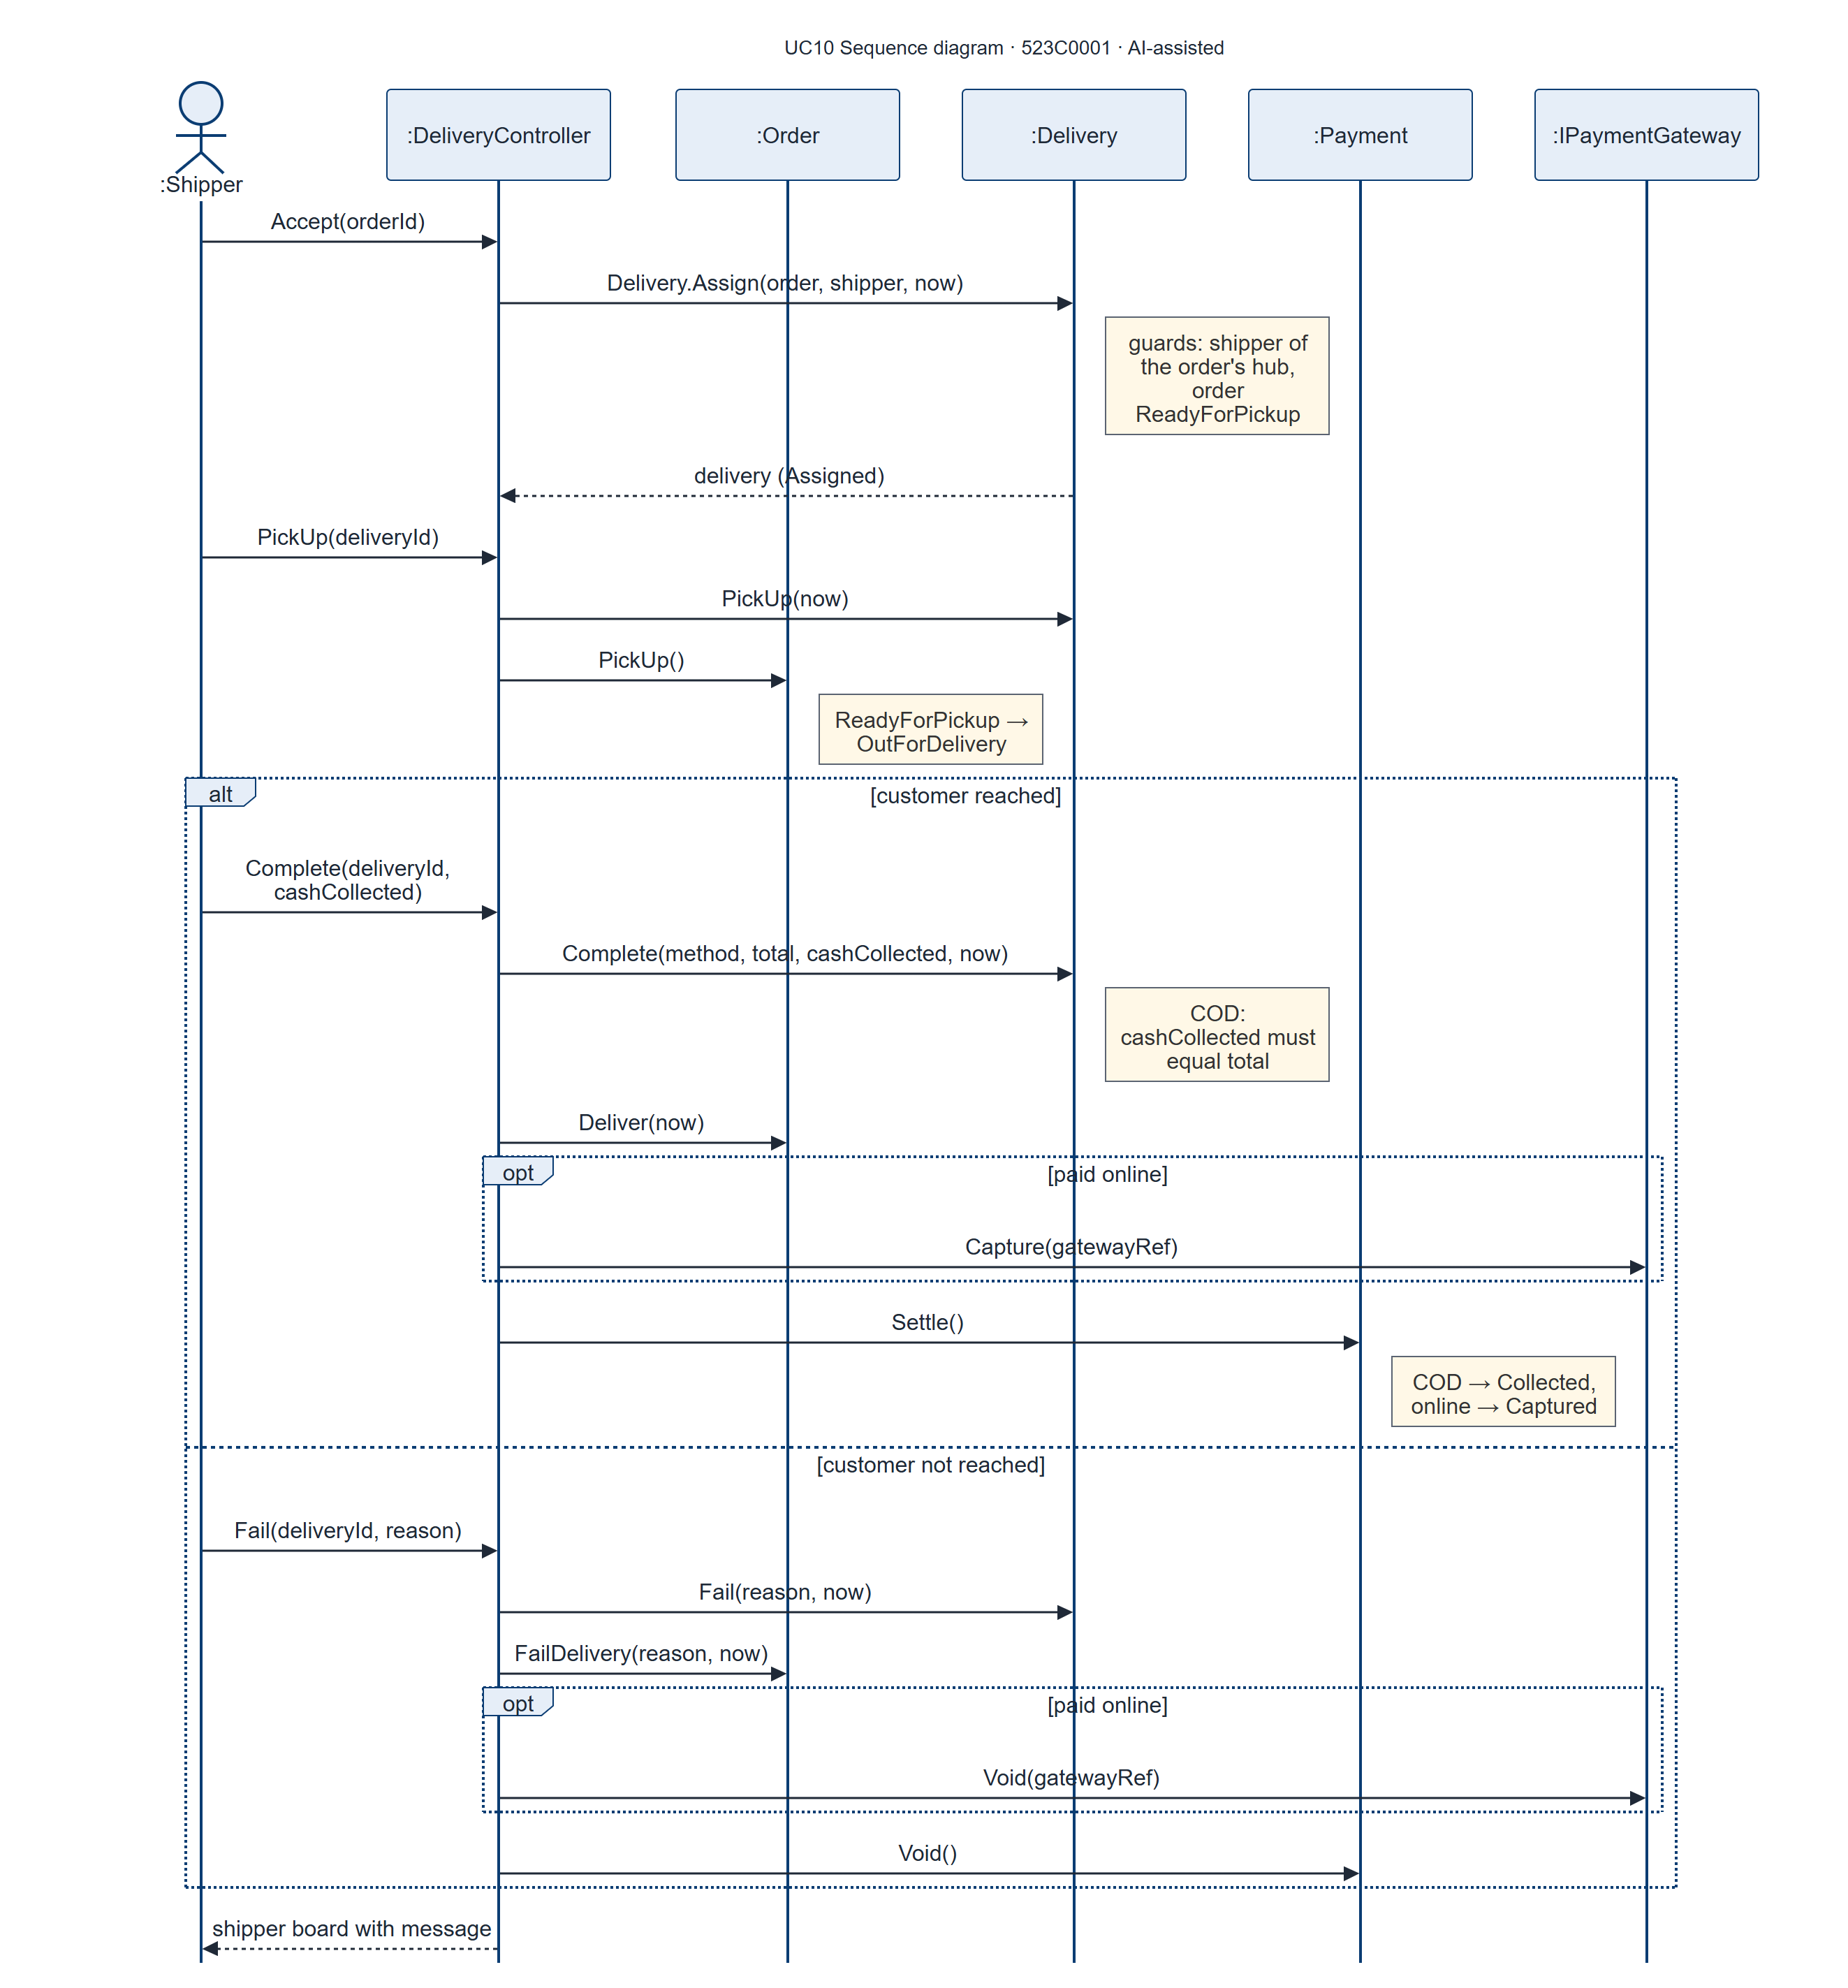 UC10 Sequence diagram · 523C0001 · AI-assisted
:Shipper
:DeliveryController
:Order
:Delivery
:Payment
:IPaymentGateway
Accept(orderId)
Delivery.Assign(order, shipper, now)
guards: shipper of
the order's hub,
order
ReadyForPickup
delivery (Assigned)
PickUp(deliveryId)
PickUp(now)
PickUp()
ReadyForPickup →
OutForDelivery
alt
[customer reached]
Complete(deliveryId,
cashCollected)
Complete(method, total, cashCollected, now)
COD:
cashCollected must
equal total
Deliver(now)
opt
[paid online]
Capture(gatewayRef)
Settle()
COD → Collected,
online → Captured
[customer not reached]
Fail(deliveryId, reason)
Fail(reason, now)
FailDelivery(reason, now)
opt
[paid online]
Void(gatewayRef)
Void()
shipper board with message